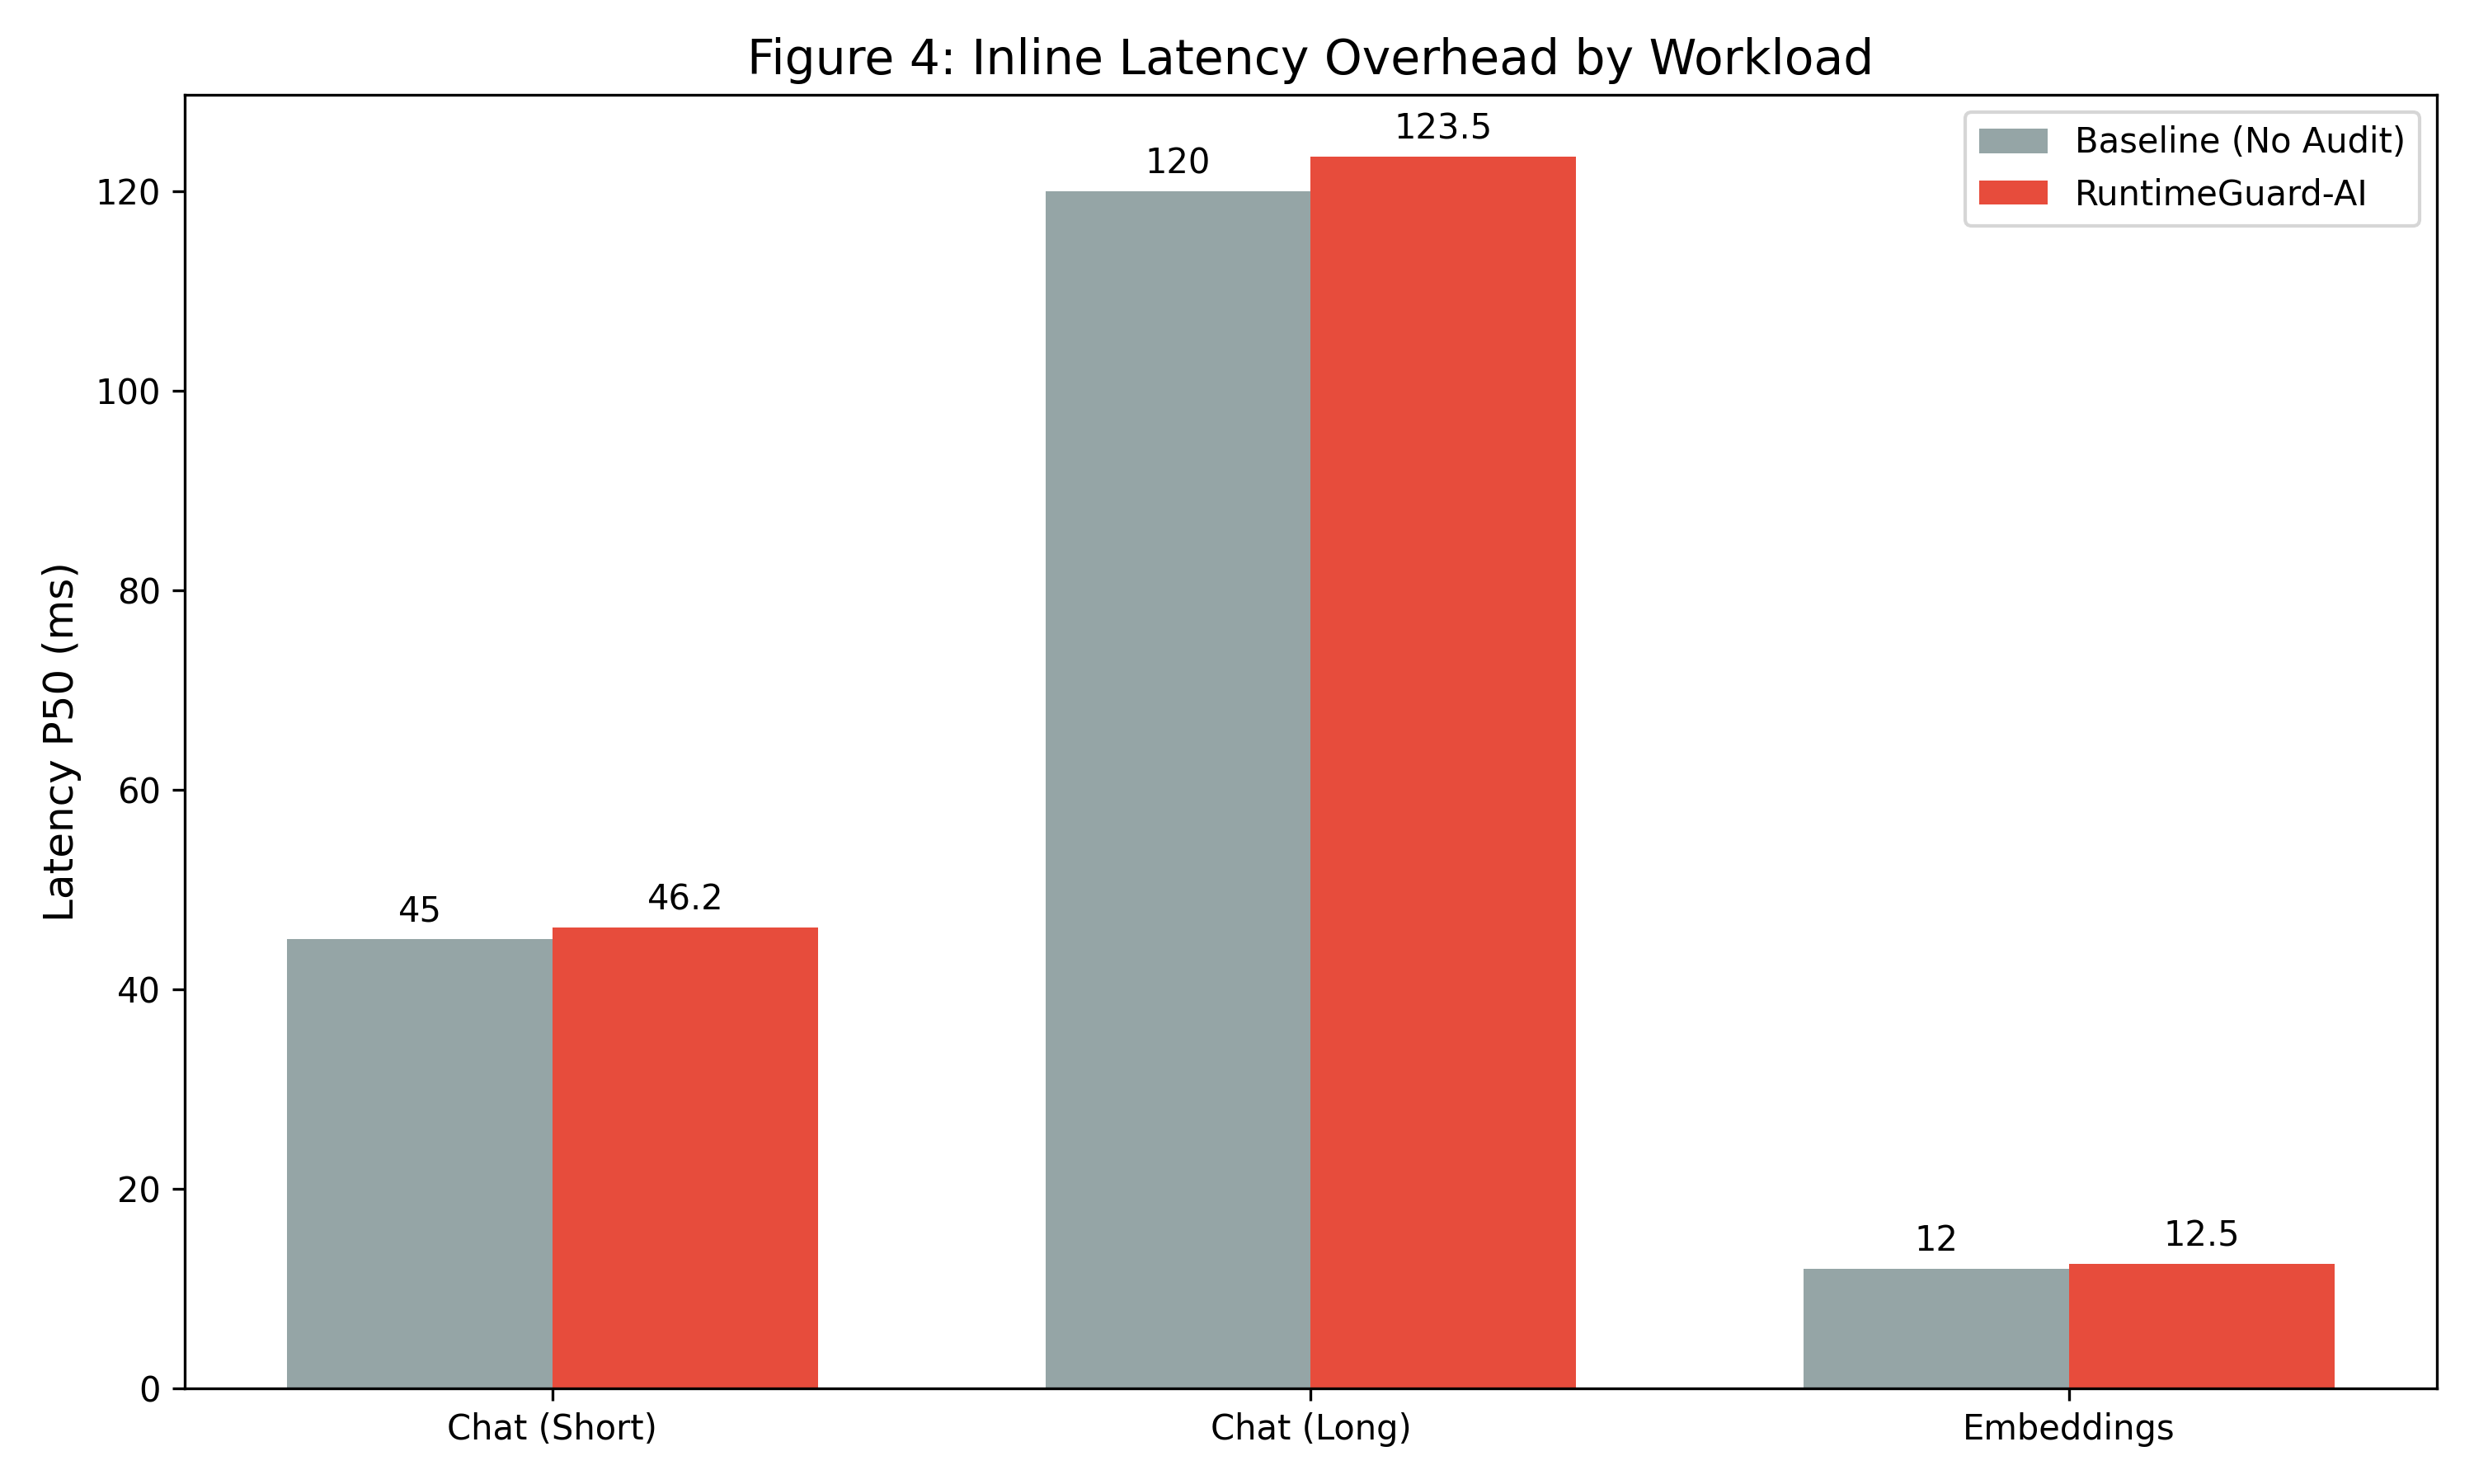 Figure 4: Inline Latency Overhead by Workload
Baseline (No Audit)
RuntimeGuard-AI
Latency P50 (ms)
120
100
80
60
40
20
0
45
46.2
120
123.5
12
12.5
Chat (Short)
Chat (Long)
Embeddings